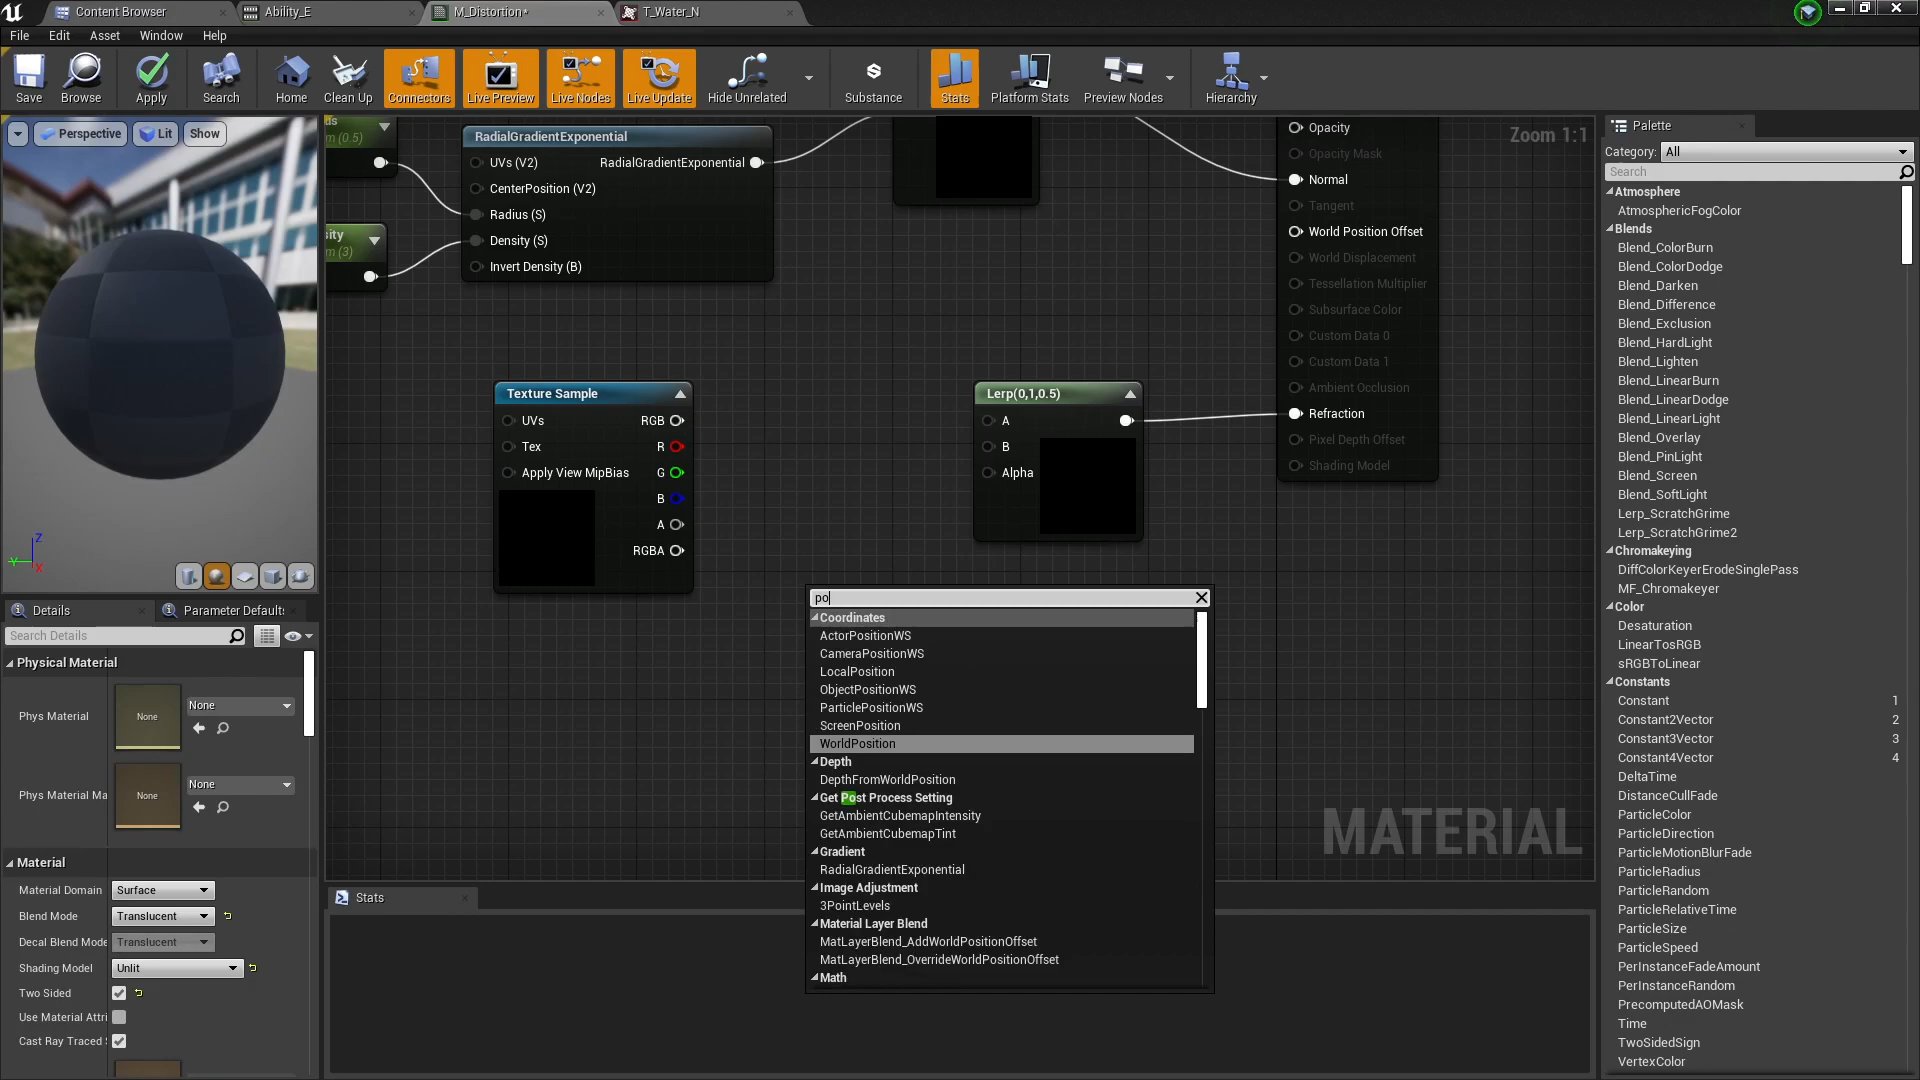 Content Browser
Ability_E
M_Distortion*
T_Water_N
File
Edit
Asset
Window
Help
Save
Browse
Apply
Search
Home
Clean Up
Connectors
Live Preview
Live Nodes
Live Update
Hide Unrelated
Substance
Stats
Platform Stats
Preview Nodes
Hierarchy
Perspective
Lit
Show
Z
Y
X
RadialGradientExponential
UVs (V2)
RadialGradientExponential
CenterPosition (V2)
Radius (S)
Density (S)
Invert Density (B)
Zoom 1:1
Opacity
Opacity Mask
Normal
Tangent
World Position Offset
World Displacement
Tessellation Multiplier
Subsurface Color
Custom Data 0
Custom Data 1
Ambient Occlusion
Refraction
Pixel Depth Offset
Shading Model
Texture Sample
UVs
RGB
Tex
R
Apply View MipBias
G
B
A
RGBA
Lerp(0,1,0.5)
A
B
Alpha
po
Coordinates
ActorPositionWS
CameraPositionWS
LocalPosition
ObjectPositionWS
ParticlePositionWS
ScreenPosition
WorldPosition
Depth
DepthFromWorldPosition
Get Post Process Setting
GetAmbientCubemapIntensity
GetAmbientCubemapTint
Gradient
RadialGradientExponential
Image Adjustment
3PointLevels
Material Layer Blend
MatLayerBlend_AddWorldPositionOffset
MatLayerBlend_OverrideWorldPositionOffset
Math
MATERIAL
Stats
Details
Parameter Defaults
Search Details
Physical Material
Phys Material
None
None
Phys Material Ma
None
None
Material
Material Domain
Surface
Blend Mode
Translucent
Decal Blend Mode
Translucent
Shading Model
Unlit
Two Sided
Use Material Attri
Cast Ray Traced
Palette
Category:
All
Search
Atmosphere
AtmosphericFogColor
Blends
Blend_ColorBurn
Blend_ColorDodge
Blend_Darken
Blend_Difference
Blend_Exclusion
Blend_HardLight
Blend_Lighten
Blend_LinearBurn
Blend_LinearDodge
Blend_LinearLight
Blend_Overlay
Blend_PinLight
Blend_Screen
Blend_SoftLight
Lerp_ScratchGrime
Lerp_ScratchGrime2
Chromakeying
DiffColorKeyerErodeSinglePass
MF_Chromakeyer
Color
Desaturation
LinearTosRGB
sRGBToLinear
Constants
Constant 1
Constant2Vector 2
Constant3Vector 3
Constant4Vector 4
DeltaTime
DistanceCullFade
ParticleColor
ParticleDirection
ParticleMotionBlurFade
ParticleRadius
ParticleRandom
ParticleRelativeTime
ParticleSize
ParticleSpeed
PerInstanceFadeAmount
PerInstanceRandom
PrecomputedAOMask
Time
TwoSidedSign
VertexColor